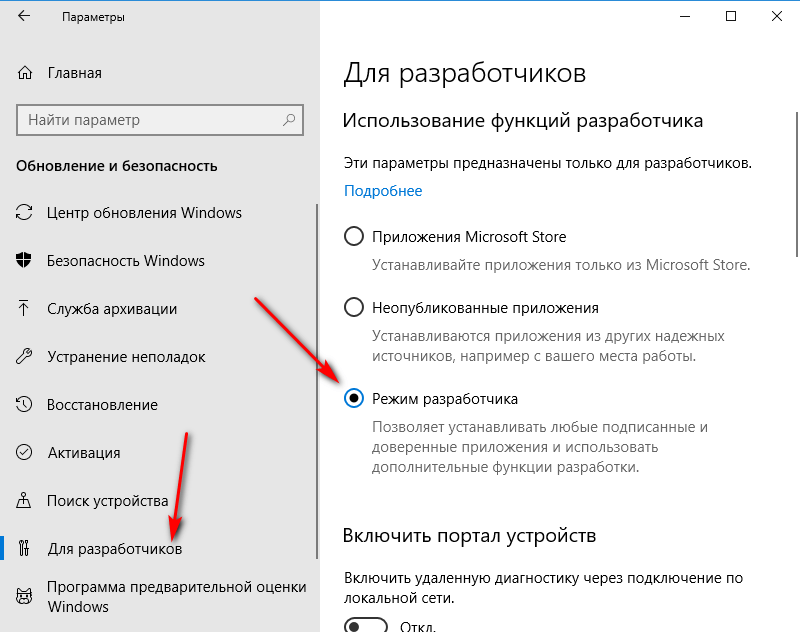 Параметры
Главная
Найти параметр
Обновление и безопасность
Центр обновления Windows
Безопасность Windows
Служба архивации
Устранение неполадок
Восстановление
Активация
Поиск устройства
Для разработчиков
Программа предварительной оценки
Windows
Для разработчиков
Использование функций разработчика
Эти параметры предназначены только для разработчиков.
Подробнее
Приложения Microsoft Store
Устанавливайте приложения только из Microsoft Store.
Неопубликованные приложения
Устанавливаются приложения из других надежных
источников, например с вашего места работы.
Режим разработчика
Позволяет устанавливать любые подписанные и
доверенные приложения и использовать
дополнительные функции разработки.
Включить портал устройств
Включить удаленную диагностику через подключение по
локальной сети.
Откл.